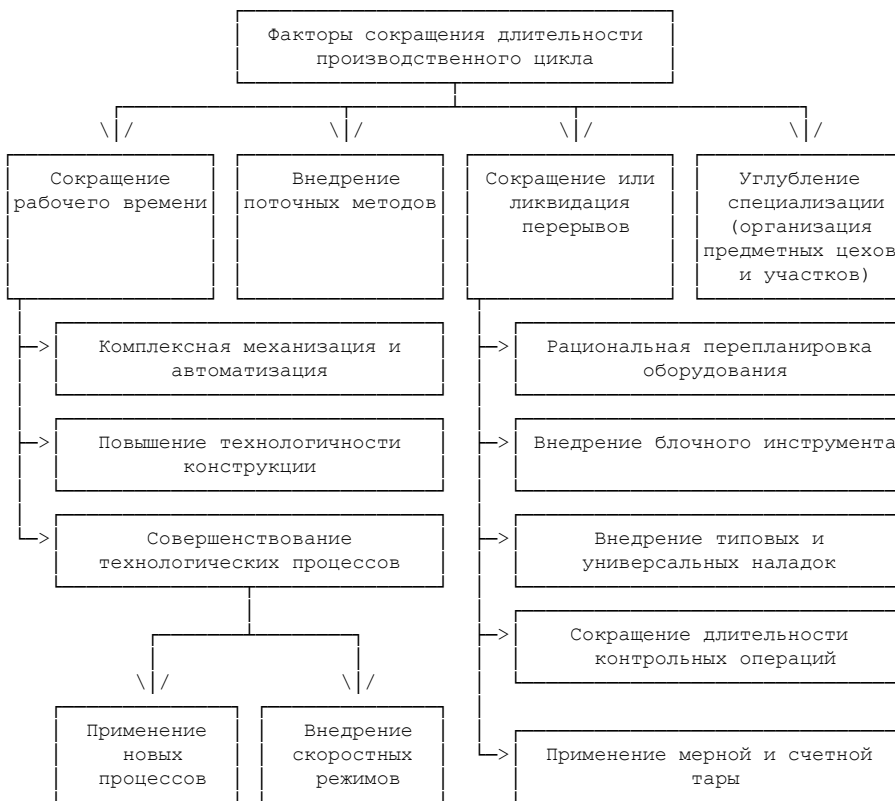 Факторы сокращения длительности
производственного цикла
Сокращение
рабочего времени
Внедрение
поточных методов
Сокращение или
ликвидация
перерывов
Углубление
специализации
(организация
предметных цехов
и участков)
Комплексная механизация и
автоматизация
Рациональная перепланировка
оборудования
Повышение технологичности
конструкции
Внедрение блочного инструмента
Совершенствование
технологических процессов
Внедрение типовых и
универсальных наладок
Сокращение длительности
контрольных операций
Применение
новых
процессов
Внедрение
скоростных
режимов
Применение мерной и счетной
тары